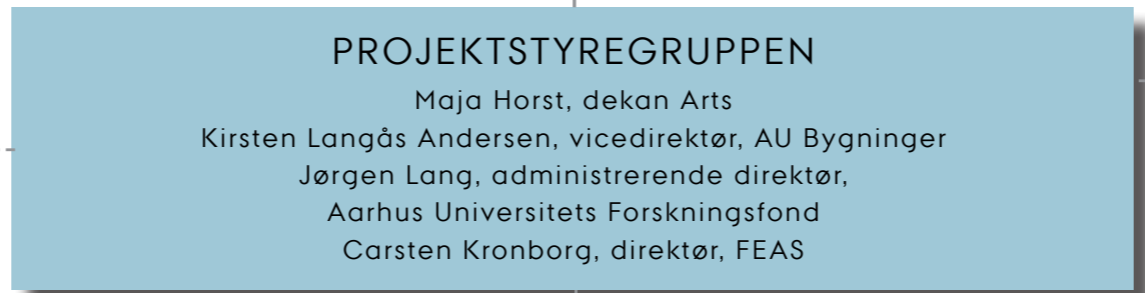 PROJEKTSTYREGRUPPEN
Maja Horst, dekan Arts
Kirsten Langås Andersen, vicedirektør, AU Bygninger
Jørgen Lang, administrerende direktør,
Aarhus Universitets Forskningsfond
Carsten Kronborg, direktør, FEAS